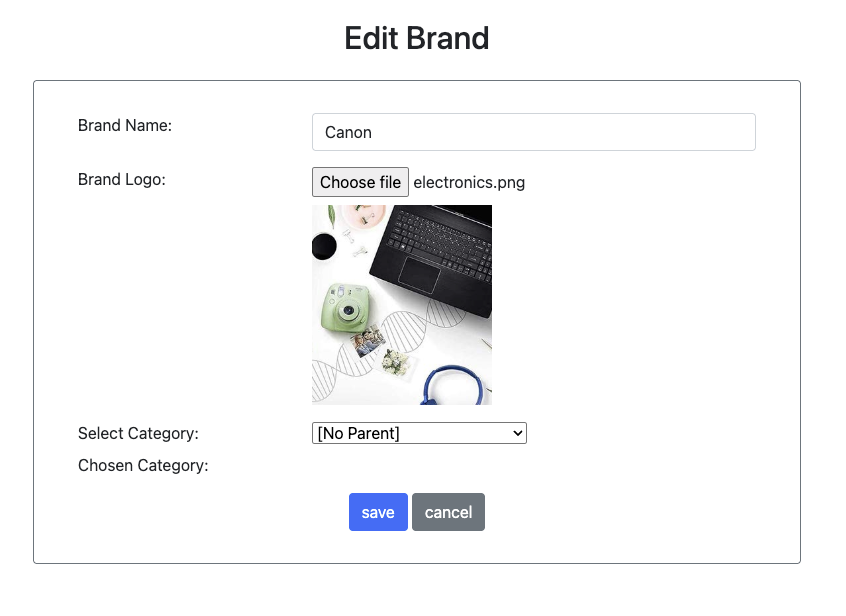 Edit Brand
Brand Name:
Canon
Brand Logo:
Choose file electronics.png
Select Category:
[No Parent]
Chosen Category:
save
cancel